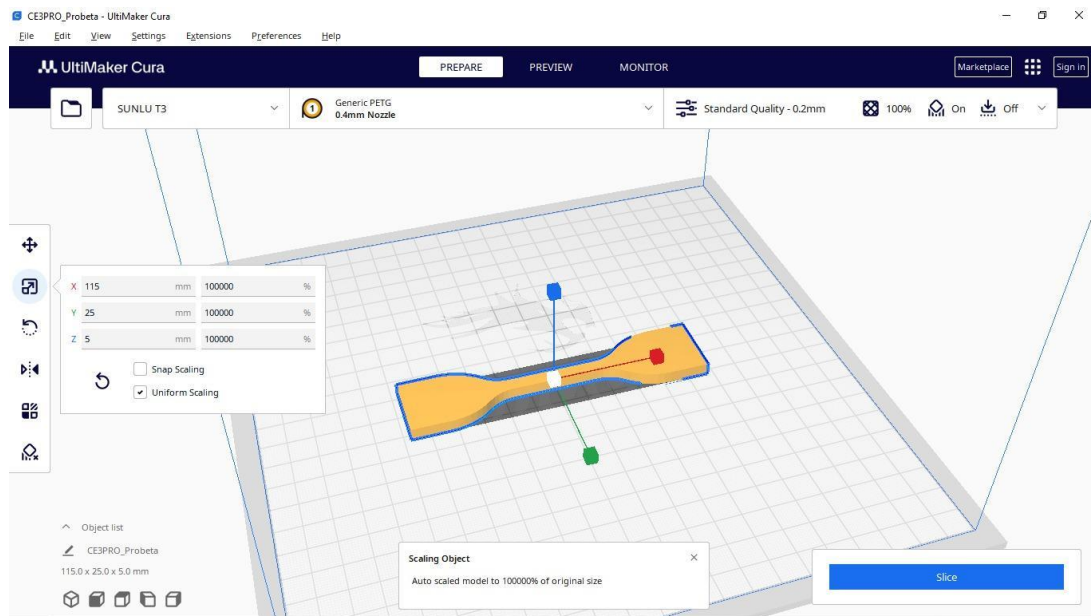 CE3PRO_Probeta - UltiMaker Cura
File Edit View Settings Extensions Preferences Help
UltiMaker Cura
PREPARE PREVIEW MONITOR
Marketplace Sign in
SUNLU T3
1 Generic PETG
0.4mm Nozzle
Standard Quality - 0.2mm 100% On Off
X 115 mm 100000 %
Y 25 mm 100000 %
Z 5 mm 100000 %
Snap Scaling
Uniform Scaling
Object list
CE3PRO_Probeta
115.0 x 25.0 x 5.0 mm
Scaling Object
Auto scaled model to 100000% of original size
Slice